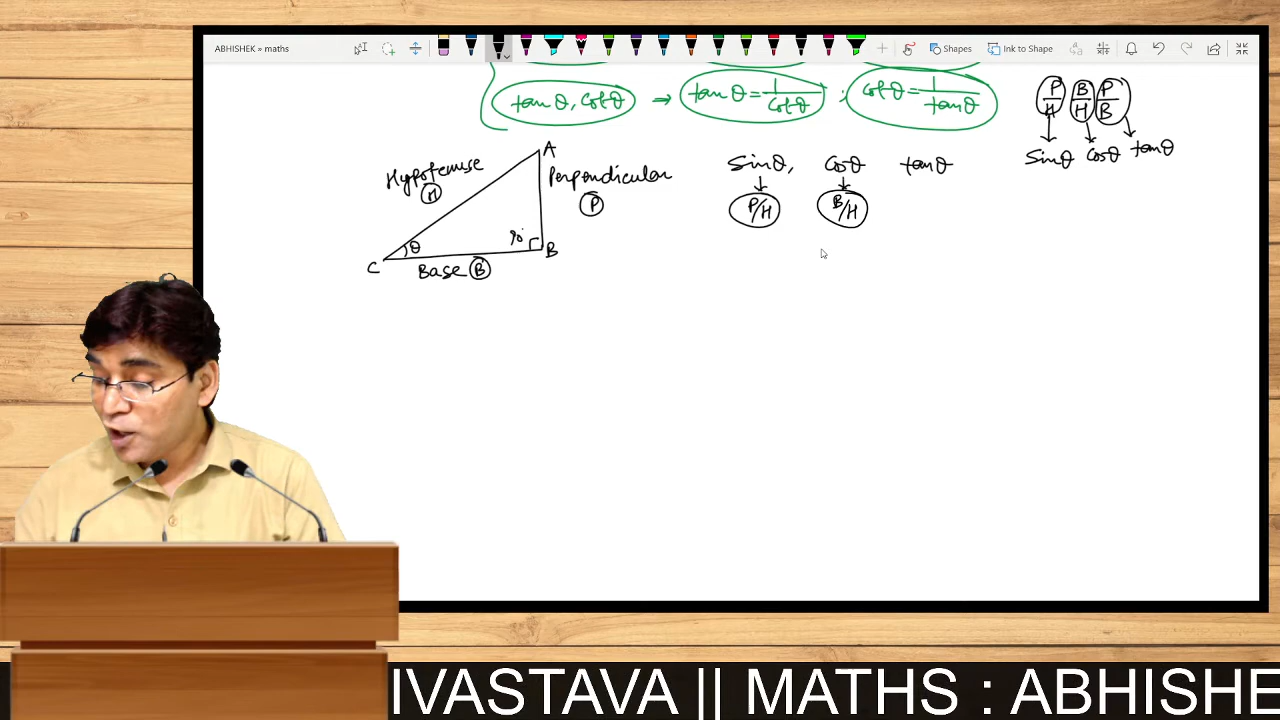 ABHISHEK » maths
Shapes
Ink to Shape
tan θ, cot θ ⇒ tan θ = 1/cot θ ; cot θ = 1/tan θ
P/H B/H P/B
sin θ cos θ tan θ
A
Hypotenuse
H
Perpendicular
P
sin θ, cos θ tan θ
P/H B/H
θ 90°
C B
Base B
IVASTAVA || MATHS : ABHISHE